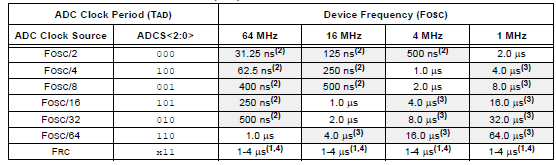 ADC Clock Period (TAD) Device Frequency (FOSC)
ADC Clock Source ADCS<2:0> 64 MHz 16 MHz 4 MHz 1 MHz
FOSC/2 000 31.25 ns(2) 125 ns(2) 500 ns(2) 2.0 μs
FOSC/4 100 62.5 ns(2) 250 ns(2) 1.0 μs 4.0 μs(3)
FOSC/8 001 400 ns(2) 500 ns(2) 2.0 μs 8.0 μs(3)
FOSC/16 101 250 ns(2) 1.0 μs 4.0 μs(3) 16.0 μs(3)
FOSC/32 010 500 ns(2) 2.0 μs 8.0 μs(3) 32.0 μs(3)
FOSC/64 110 1.0 μs 4.0 μs(3) 16.0 μs(3) 64.0 μs(3)
FRC x11 1-4 μs(1,4) 1-4 μs(1,4) 1-4 μs(1,4) 1-4 μs(1,4)